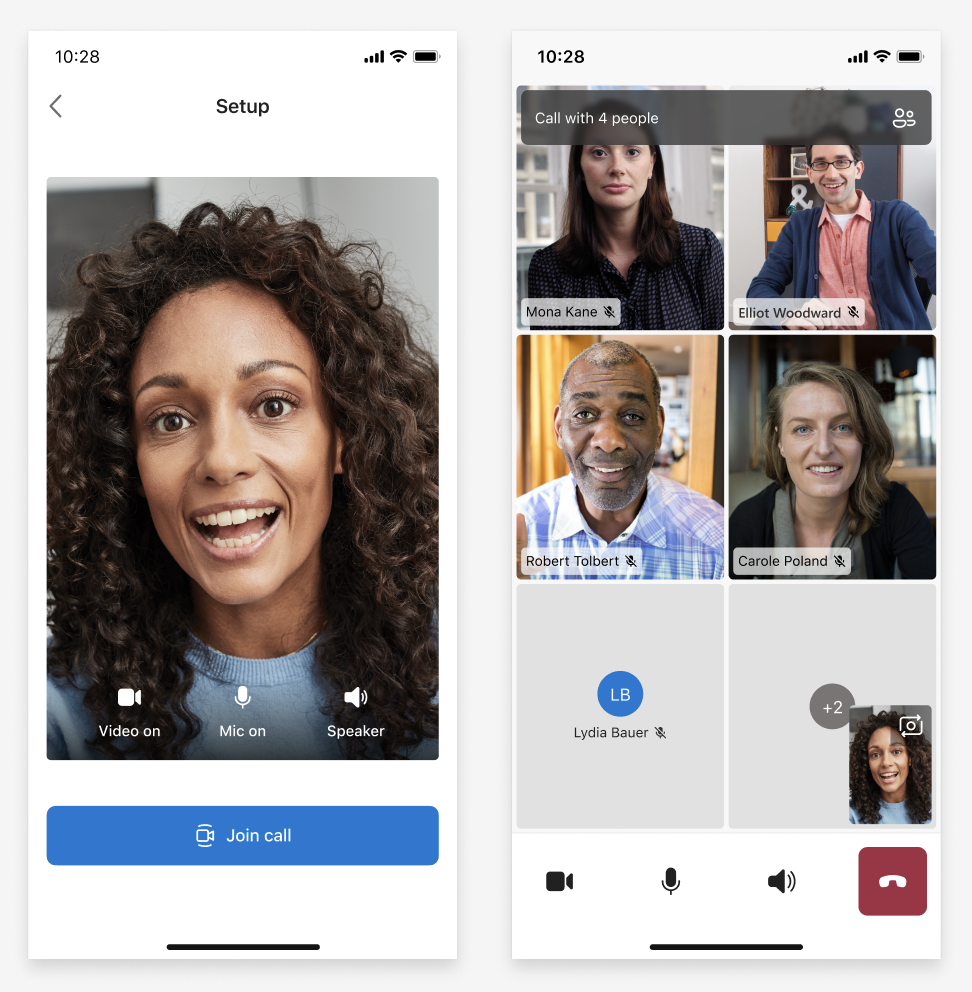 10:28
Setup
Video on
Mic on
Speaker
Join call
10:28
Call with 4 people
&
Mona Kane
Elliot Woodward
Robert Tolbert
Carole Poland
LB
+2
Lydia Bauer